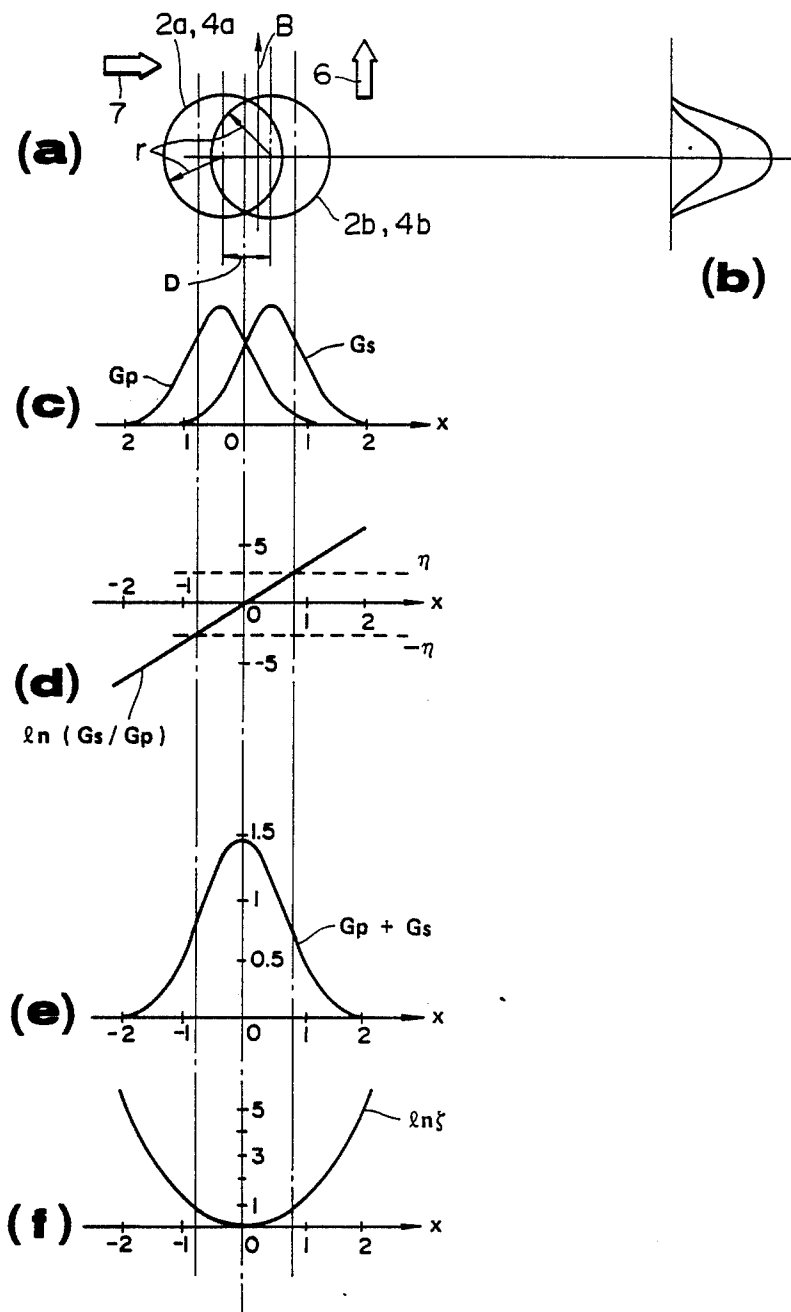 2a, 4a
B
7
6
(a)
r
2b, 4b
D
(b)
Gp
Gs
(c)
2 1 0 1 2 x
5
η
-2 -1 0 1 2 x
-η
-5
(d)
ℓn (Gs/Gp)
1.5
1
Gp + Gs
0.5
(e)
-2 -1 0 1 2 x
5
ℓnζ
3
1
(f)
-2 -1 0 1 2 x